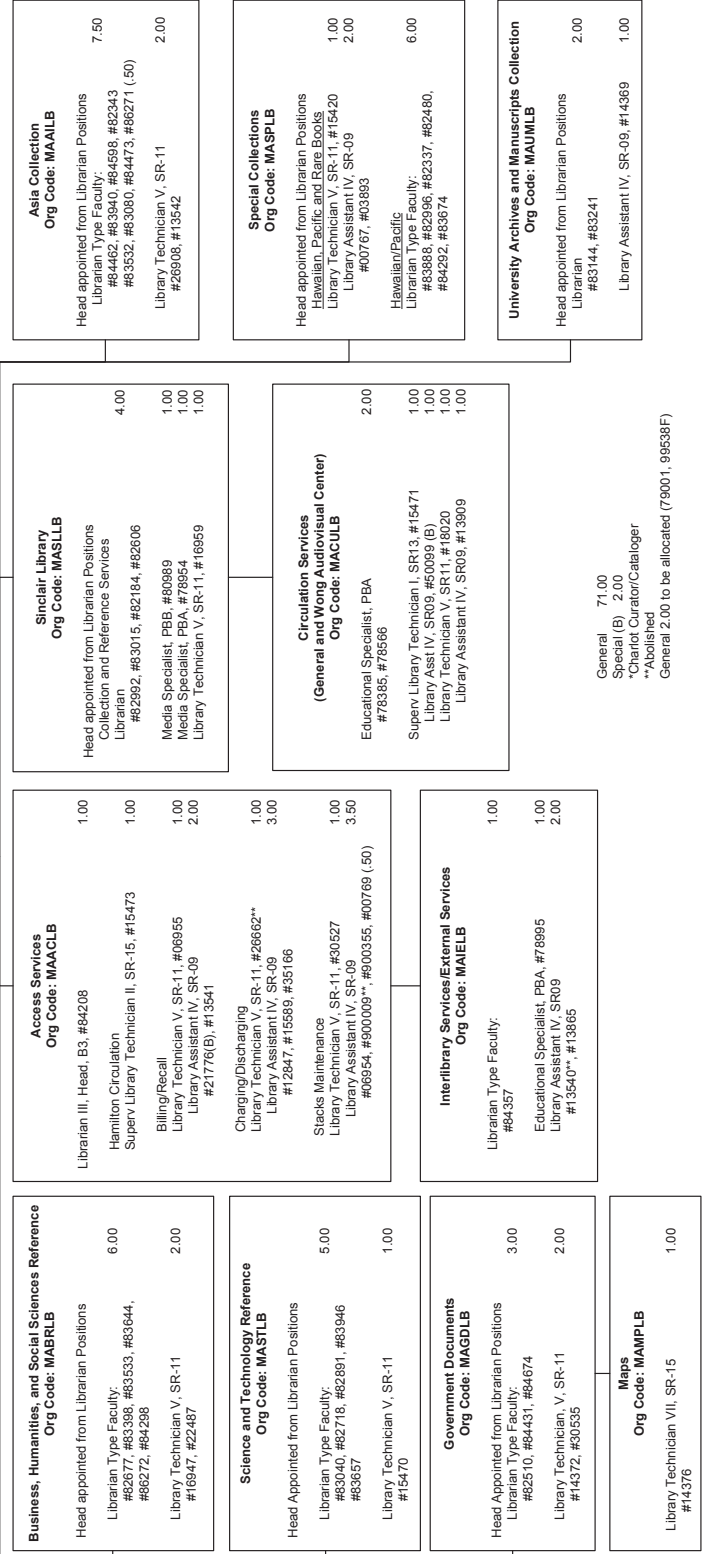 Business, Humanities, and Social Sciences Reference
Org Code: MABRLB
Head appointed from Librarian Positions
Librarian Type Faculty: 6.00
#82677, #83398, #83533, #83644,
#86272, #84298
Library Technician V, SR-11 2.00
#16947, #22487
Science and Technology Reference
Org Code: MASTLB
Head Appointed from Librarian Positions
Librarian Type Faculty: 5.00
#83040, #82718, #82891, #83946
#83657
Library Technician V, SR-11 1.00
#15470
Government Documents
Org Code: MAGDLB
Head Appointed from Librarian Positions
Librarian Type Faculty: 3.00
#82510, #84431, #84674
Library Technician, V, SR-11 2.00
#14372, #30535
Maps
Org Code: MAMPLB
Library Technician VII, SR-15 1.00
#14376
Access Services
Org Code: MAACLB
Librarian III, Head, B3, #84208 1.00
Hamilton Circulation
Superv Library Technician II, SR-15, #15473 1.00
Billing/Recall
Library Technician V, SR-11, #06955 1.00
Library Assistant IV, SR-09 2.00
#21776(B), #13541
Charging/Discharging
Library Technician V, SR-11, #26662** 1.00
Library Assistant IV, SR-09 3.00
#12847, #15589, #35166
Stacks Maintenance
Library Technician V, SR-11, #30527 1.00
Library Assistant IV, SR-09 3.50
#06954, #900009**, #900355, #00769 (.50)
Interlibrary Services/External Services
Org Code: MAIELB
Librarian Type Faculty: 1.00
#84357
Educational Specialist, PBA, #78995 1.00
Library Assistant IV, SR09 2.00
#13540**, #13865
Sinclair Library
Org Code: MASLLB
Head appointed from Librarian Positions
Collection and Reference Services
Librarian 4.00
#82992, #83015, #82184, #82606
Media Specialist, PBB, #80989 1.00
Media Specialist, PBA, #78954 1.00
Library Technician V, SR-11, #16959 1.00
Circulation Services
(General and Wong Audiovisual Center)
Org Code: MACULB
Educational Specialist, PBA 2.00
#78385, #78566
Superv Library Technician I, SR13, #15471 1.00
Library Asst IV, SR09, #50099 (B) 1.00
Library Technician V, SR11, #18020 1.00
Library Assistant IV, SR09, #13909 1.00
General 71.00
Special (B) 2.00
*Charlot Curator/Cataloger
**Abolished
General 2.00 to be allocated (79001, 99538F)
Asia Collection
Org Code: MAAILB
Head appointed from Librarian Positions
Librarian Type Faculty: 7.50
#84462, #83940, #84598, #82343
#83532, #83080, #84473, #86271 (.50)
Library Technician V, SR-11 2.00
#26908, #13542
Special Collections
Org Code: MASPLB
Head appointed from Librarian Positions
Hawaiian, Pacific and Rare Books
Library Technician V, SR-11, #15420 1.00
Library Assistant IV, SR-09 2.00
#00767, #03893
Hawaiian/Pacific
Librarian Type Faculty: 6.00
#83888, #82996, #82337, #82480,
#84292, #83674
University Archives and Manuscripts Collection
Org Code: MAUMLB
Head appointed from Librarian Positions
Librarian 2.00
#83144, #83241
Library Assistant IV, SR-09, #14369 1.00